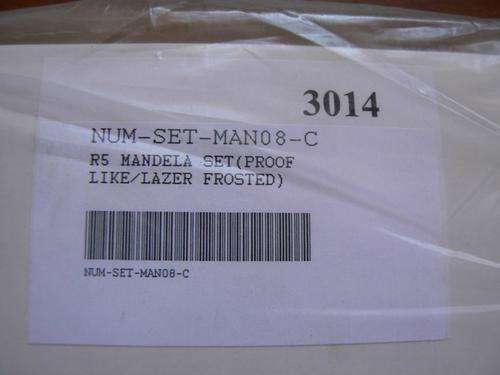 3014
NUM-SET-MAN08-C
R5 MANDELA SET(PROOF
LIKE/LAZER FROSTED)
NUM-SET-MAN08-C